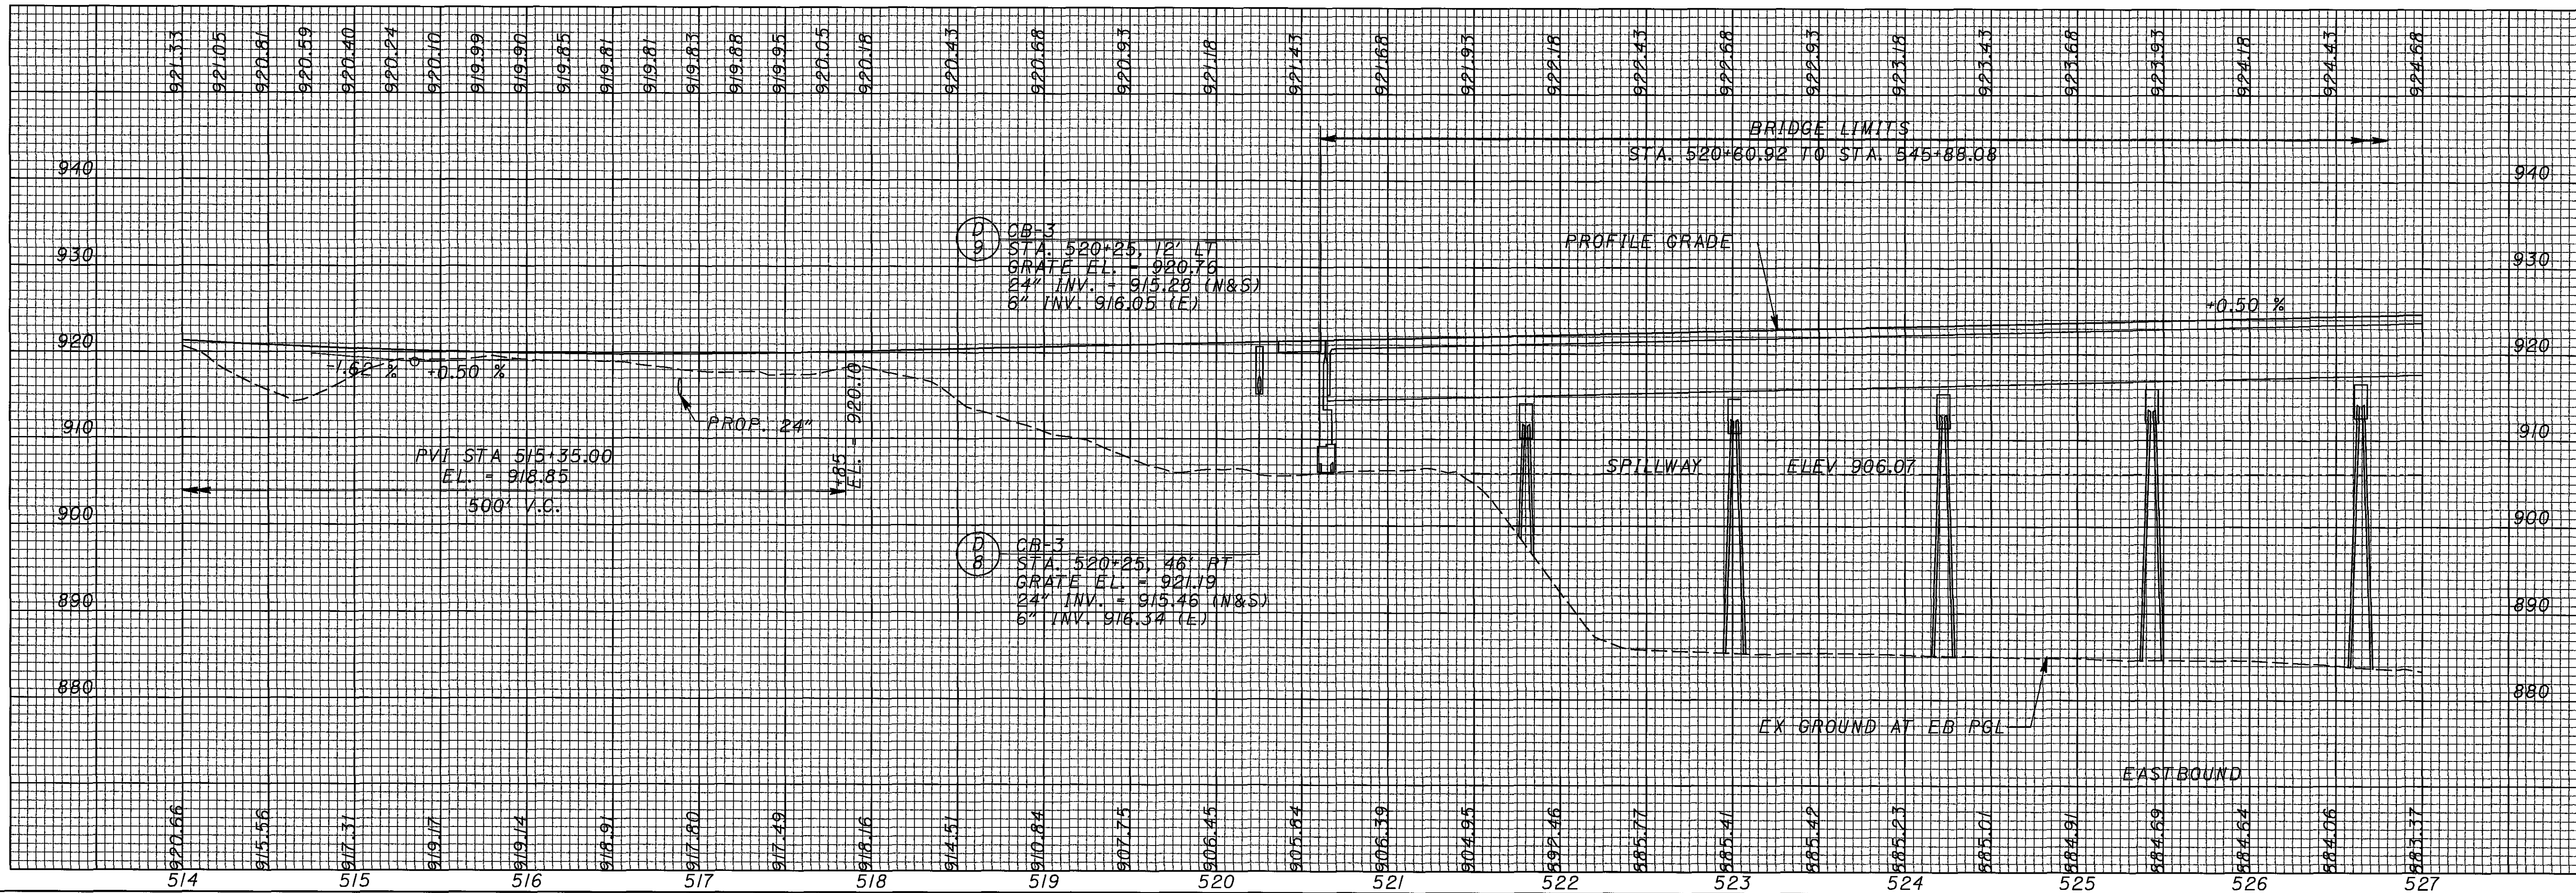 921.33 921.05 920.81 920.59 920.40 920.24 920.10 919.99 919.90 919.85 919.81 919.81 919.83 919.88 919.95 920.05 920.18 920.43 920.68 920.93 921.18 921.43 921.68 921.93 922.18 922.43 922.68 922.93 923.18 923.43 923.68 923.93 924.18 924.43 924.68
BRIDGE LIMITS
STA. 520+60.92 TO STA. 545+88.08
940 940
D 9
CB-3
STA. 520+25, 12' LT
GRATE EL. = 920.76
24" INV. = 915.28 (N&S)
6" INV. 916.05 (E)
PROFILE GRADE
930 930
+0.50 %
920 920
-1.62 % +0.50 %
PROP. 24"
910 910
PVI STA 515+35.00
EL. = 918.85
500' V.C.
+85
EL. = 920.10
SPILLWAY ELEV 906.07
900 900
D 8
CB-3
STA. 520+25, 46' RT
GRATE EL. = 921.19
24" INV. = 915.46 (N&S)
6" INV. 916.34 (E)
890 890
880 880
EX GROUND AT EB PGL
EASTBOUND
920.66 915.56 917.31 919.17 919.14 918.91 917.80 917.49 918.16 914.51 910.84 907.75 906.45 905.64 906.39 904.95 892.46 885.77 885.41 885.42 885.23 885.01 884.91 884.69 884.64 884.06 883.37
514 515 516 517 518 519 520 521 522 523 524 525 526 527